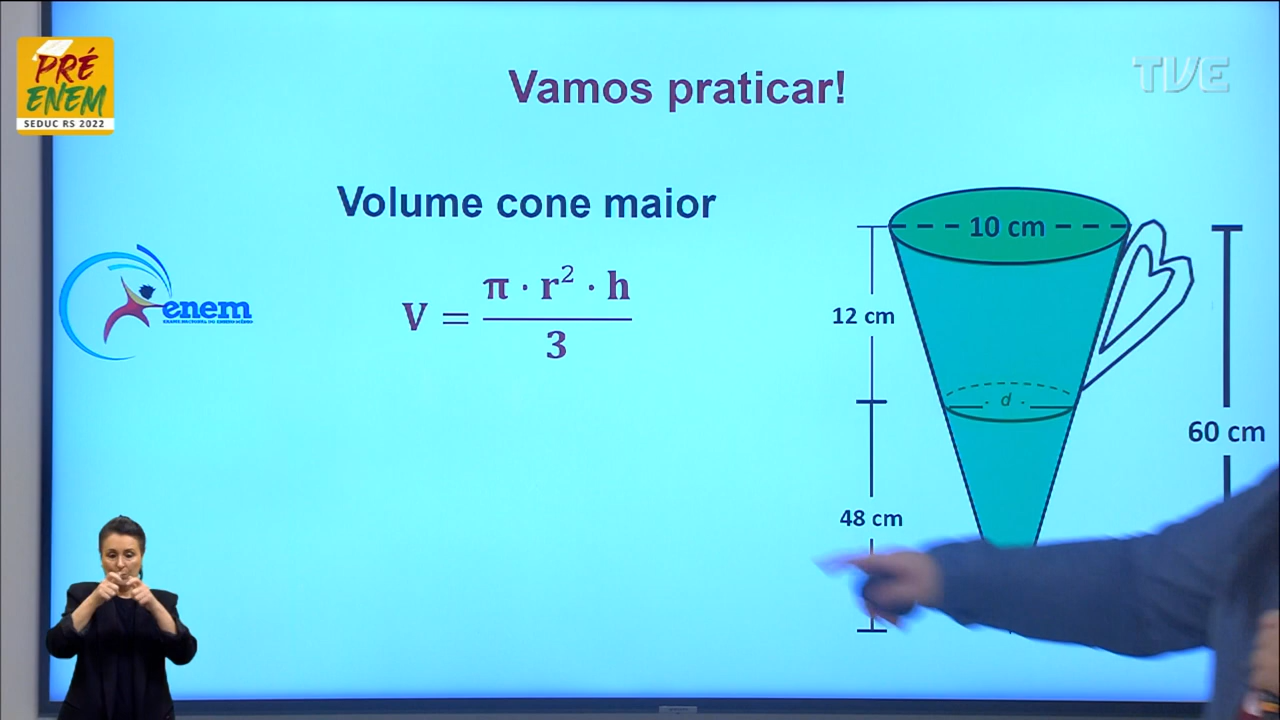 PRÉ
ENEM
SEDUC RS 2022
TVE
Vamos praticar!
Volume cone maior
V = π · r² · h / 3
enem
10 cm
12 cm
d
60 cm
48 cm